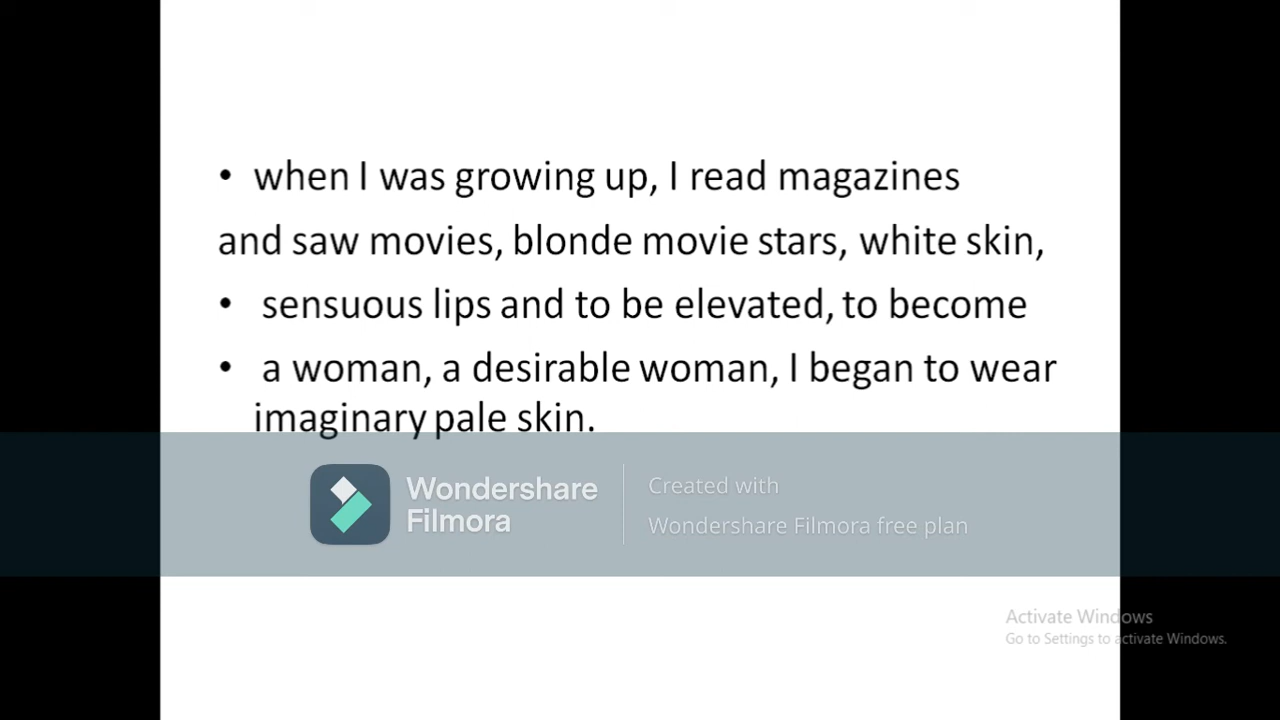 • when I was growing up, I read magazines
and saw movies, blonde movie stars, white skin,
• sensuous lips and to be elevated, to become
• a woman, a desirable woman, I began to wear
imaginary pale skin.
Wondershare
Filmora
Created with
Wondershare Filmora free plan
Activate Windows
Go to Settings to activate Windows.